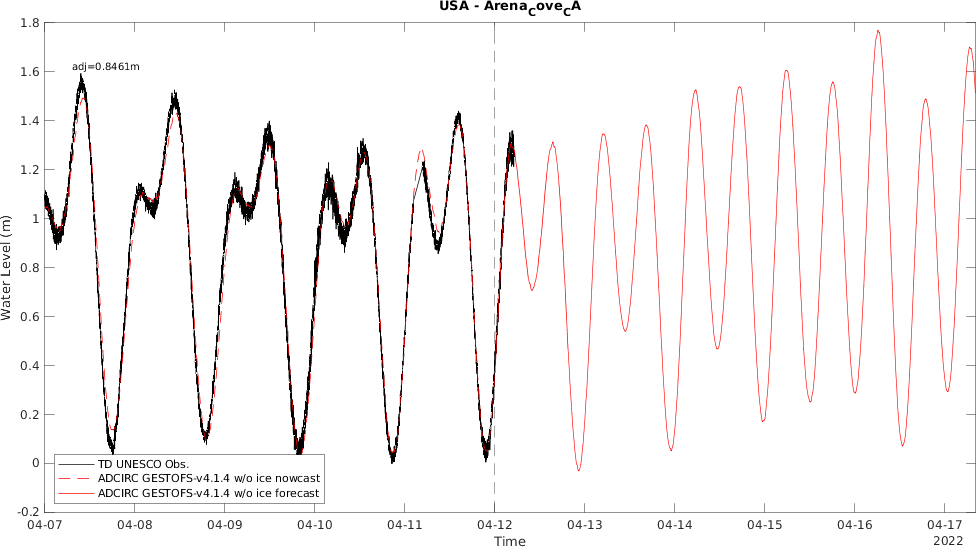 USA - Arena_Cove_CA
1.8
1.6
1.4
1.2
1
0.8
0.6
0.4
0.2
0
-0.2
Water Level (m)
adj=0.8461m
TD UNESCO Obs.
ADCIRC GESTOFS-v4.1.4 w/o ice nowcast
ADCIRC GESTOFS-v4.1.4 w/o ice forecast
04-07 04-08 04-09 04-10 04-11 04-12 04-13 04-14 04-15 04-16 04-17
Time
2022